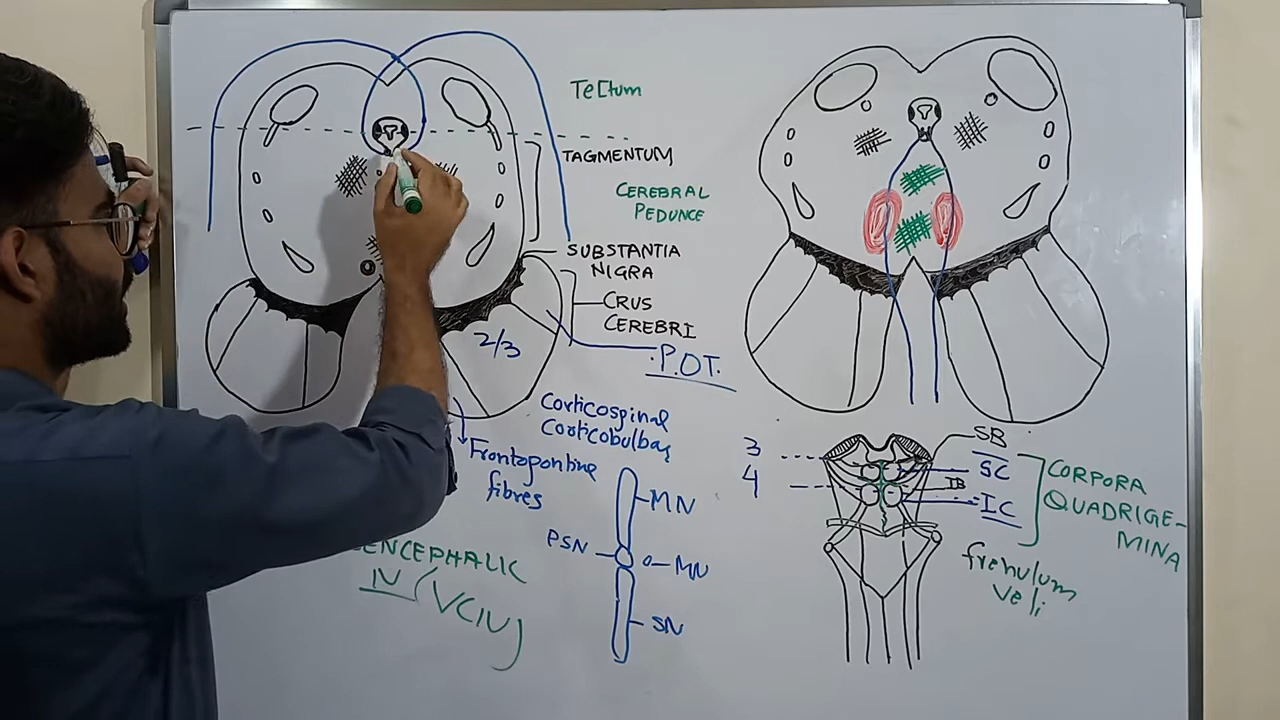 TeCtum
TAGMENTUM
CEREBRAL
PEDUNCE
SUBSTANTIA
NIGRA
CRUS
CEREBRI
2/3
P.O.T.
Corticospinal
Corticobulbar
Frontopontine
fibres
MN
PSN
MN
SN
ENCEPHALIC
IV (VC(IV)
3
4
SB
SC
IB
IC
CORPORA
QUADRIGE-
MINA
frenulum
veli